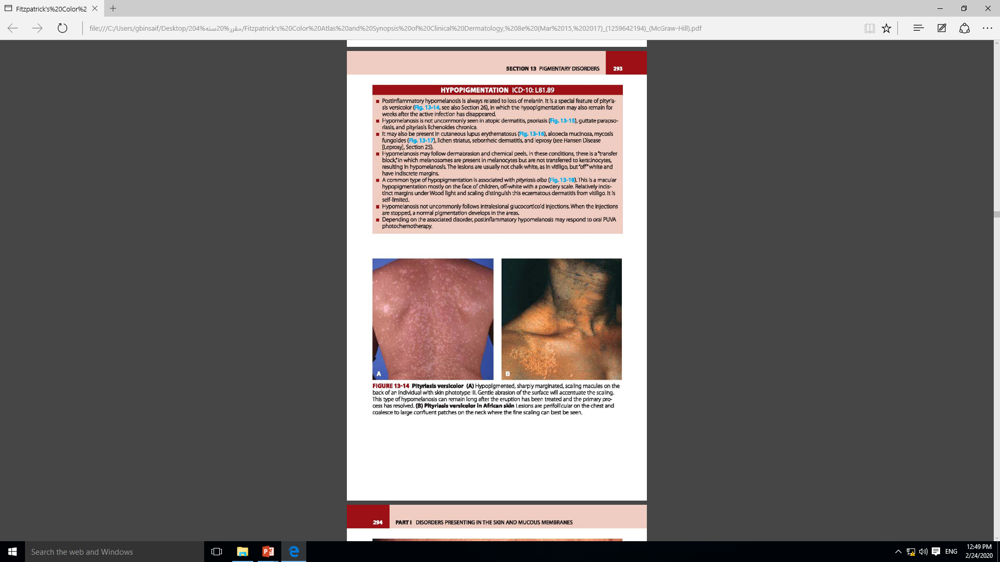 Fitzpatrick's%20Color%2
file:///C:/Users/gbinsaif/Desktop/204%مقرر%20سنه/Fitzpatrick's%20Color%20Atlas%20and%20Synopsis%20of%20Clinical%20Dermatology,%208e%20(Mar%2015,%202017)_(1259642194)_(McGraw-Hill).pdf
SECTION 13 PIGMENTARY DISORDERS 293
HYPOPIGMENTATION ICD-10: L81.89
■ Postinflammatory hypomelanosis is always related to loss of melanin. It is a special feature of pityria-
sis versicolor (Fig. 13-14, see also Section 26), in which the hypopigmentation may also remain for
weeks after the active infection has disappeared.
■ Hypomelanosis is not uncommonly seen in atopic dermatitis, psoriasis (Fig. 13-15), guttate parapso-
riasis, and pityriasis lichenoides chronica.
■ It may also be present in cutaneous lupus erythematosus (Fig. 13-16), alopecia mucinosa, mycosis
fungoides (Fig. 13-17), lichen striatus, seborrheic dermatitis, and leprosy (see Hansen Disease
[Leprosy], Section 25).
■ Hypomelanosis may follow dermabrasion and chemical peels. In these conditions, there is a "transfer
block," in which melanosomes are present in melanocytes but are not transferred to keratinocytes,
resulting in hypomelanosis. The lesions are usually not chalk-white, as in vitiligo, but "off" white and
have indiscrete margins.
■ A common type of hypopigmentation is associated with pityriasis alba (Fig. 13-18). This is a macular
hypopigmentation mostly on the face of children, off-white with a powdery scale. Relatively indis-
tinct margins under Wood light and scaling distinguish this eczematous dermatitis from vitiligo. It is
self-limited.
■ Hypomelanosis not uncommonly follows intralesional glucocorticoid injections. When the injections
are stopped, a normal pigmentation develops in the areas.
■ Depending on the associated disorder, postinflammatory hypomelanosis may respond to oral PUVA
photochemotherapy.
A
B
FIGURE 13-14 Pityriasis versicolor (A) Hypopigmented, sharply marginated, scaling macules on the
back of an individual with skin phototype III. Gentle abrasion of the surface will accentuate the scaling.
This type of hypomelanosis can remain long after the eruption has been treated and the primary pro-
cess has resolved. (B) Pityriasis versicolor in African skin Lesions are perifollicular on the chest and
coalesce to large confluent patches on the neck where the fine scaling can best be seen.
294 PART I DISORDERS PRESENTING IN THE SKIN AND MUCOUS MEMBRANES
Search the web and Windows
ENG
12:49 PM
2/24/2020